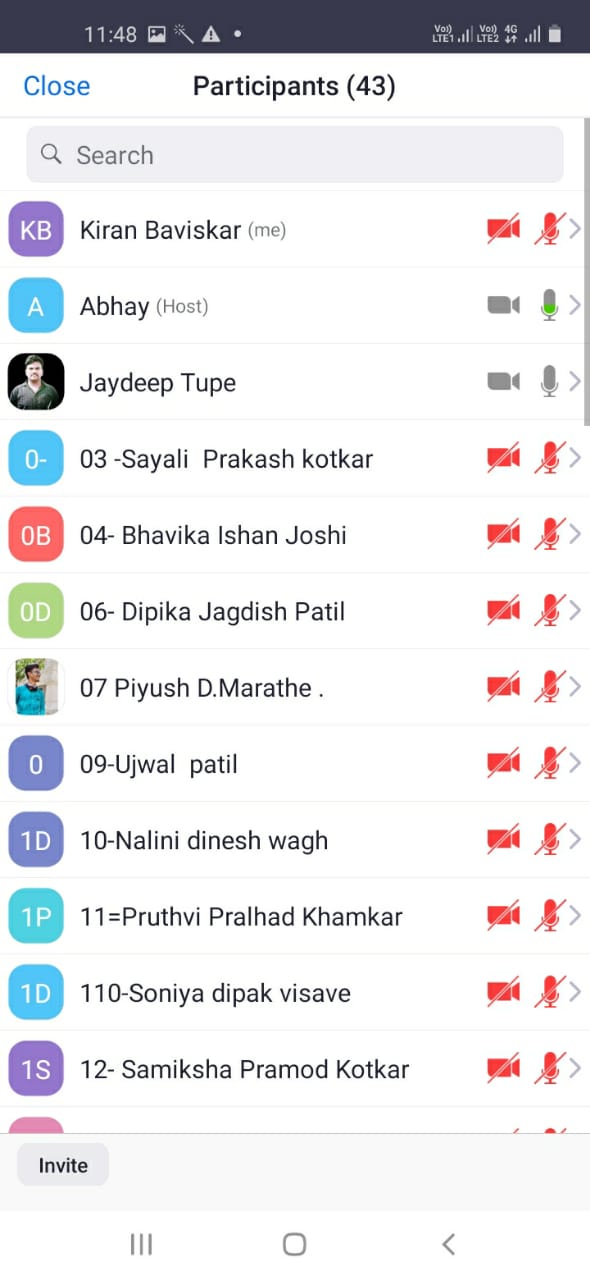 11:48 Vo)) LTE1 Vo)) LTE2 4G
Close Participants (43)
Search
KB Kiran Baviskar (me)
A Abhay (Host)
Jaydeep Tupe
0- 03 -Sayali  Prakash kotkar
0B 04- Bhavika Ishan Joshi
0D 06- Dipika Jagdish Patil
07 Piyush D.Marathe .
0 09-Ujwal  patil
1D 10-Nalini dinesh wagh
1P 11=Pruthvi Pralhad Khamkar
1D 110-Soniya dipak visave
1S 12- Samiksha Pramod Kotkar
Invite